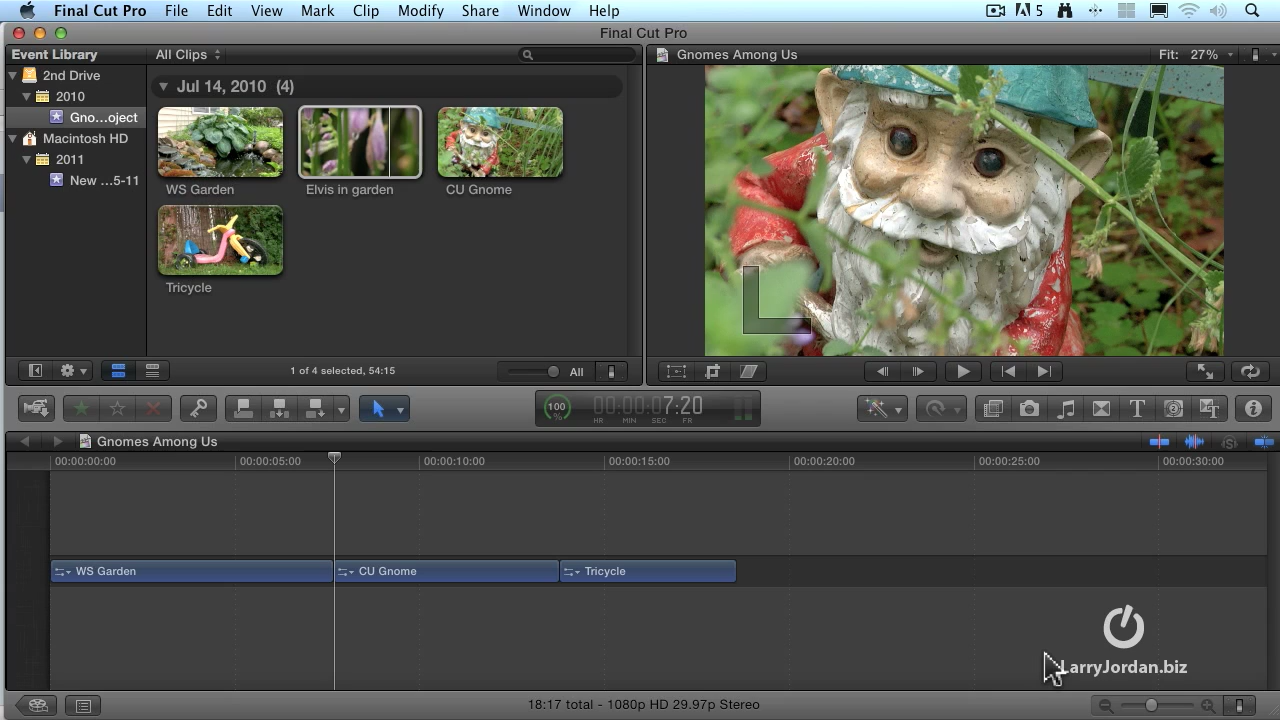 Final Cut Pro File Edit View Mark Clip Modify Share Window Help 5
Final Cut Pro
Event Library
All Clips
2nd Drive
2010
Gno...oject
Macintosh HD
2011
New ...5-11
Jul 14, 2010 (4)
WS Garden
Elvis in garden
CU Gnome
Tricycle
1 of 4 selected, 54:15
All
Gnomes Among Us
Fit: 27%
100
%
00:00:07:20
HR MIN SEC FR
Gnomes Among Us
00:00:00:00
00:00:05:00
00:00:10:00
00:00:15:00
00:00:20:00
00:00:25:00
00:00:30:00
WS Garden
CU Gnome
Tricycle
LarryJordan.biz
18:17 total - 1080p HD 29.97p Stereo